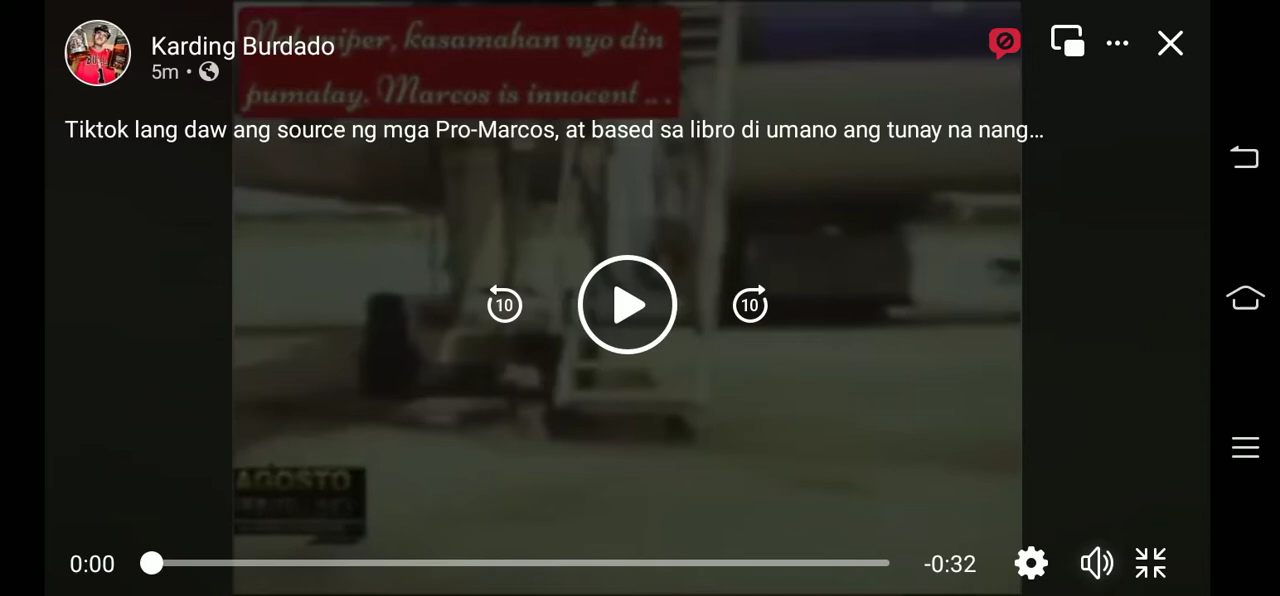 Karding Burdado
5m
kasamahan nyo din
pumatay. Marcos is innocent ...
Tiktok lang daw ang source ng mga Pro-Marcos, at based sa libro di umano ang tunay na nang...
10
10
AGOSTO
0:00
-0:32